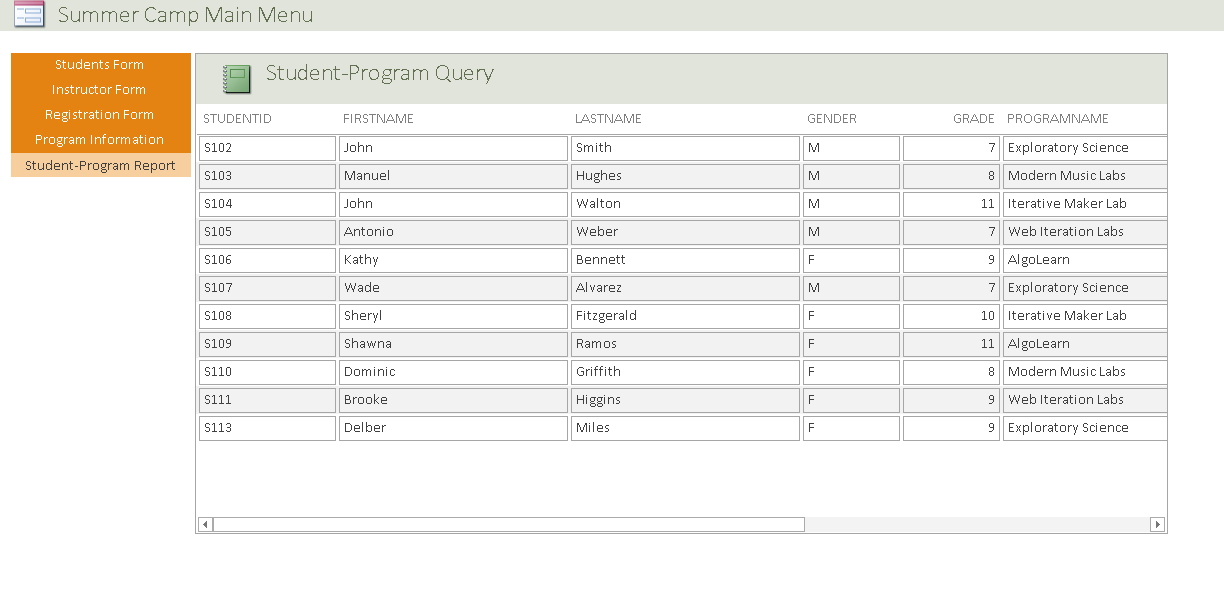 Summer Camp Main Menu
Students Form
Instructor Form
Registration Form
Program Information
Student-Program Report
Student-Program Query
STUDENTID FIRSTNAME LASTNAME GENDER GRADE PROGRAMNAME
S102 John Smith M 7 Exploratory Science
S103 Manuel Hughes M 8 Modern Music Labs
S104 John Walton M 11 Iterative Maker Lab
S105 Antonio Weber M 7 Web Iteration Labs
S106 Kathy Bennett F 9 AlgoLearn
S107 Wade Alvarez M 7 Exploratory Science
S108 Sheryl Fitzgerald F 10 Iterative Maker Lab
S109 Shawna Ramos F 11 AlgoLearn
S110 Dominic Griffith F 8 Modern Music Labs
S111 Brooke Higgins F 9 Web Iteration Labs
S113 Delber Miles F 9 Exploratory Science